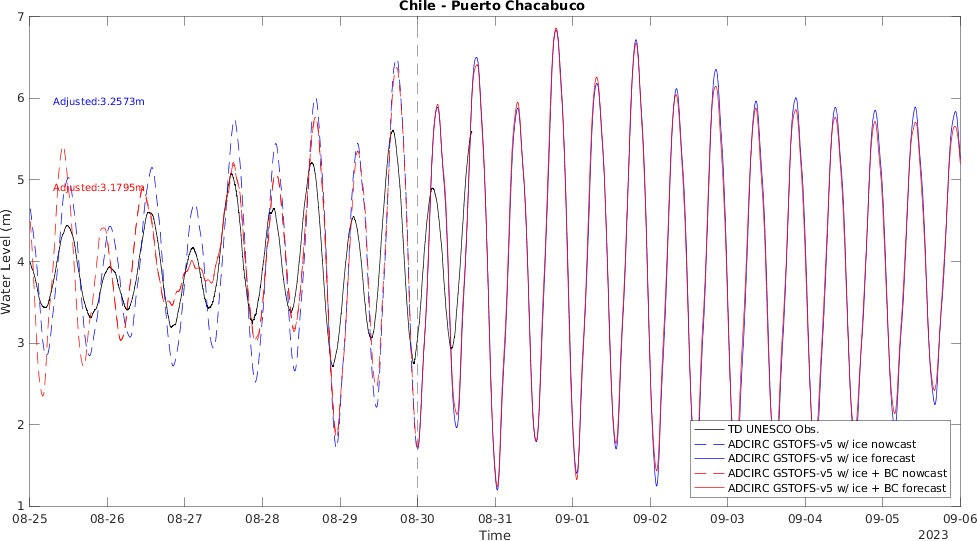 Chile - Puerto Chacabuco
7
6
5
4
3
2
1
Water Level (m)
Adjusted:3.2573m
Adjusted:3.1795m
TD UNESCO Obs.
ADCIRC GSTOFS-v5 w/ ice nowcast
ADCIRC GSTOFS-v5 w/ ice forecast
ADCIRC GSTOFS-v5 w/ ice + BC nowcast
ADCIRC GSTOFS-v5 w/ ice + BC forecast
08-25 08-26 08-27 08-28 08-29 08-30 08-31 09-01 09-02 09-03 09-04 09-05 09-06
Time
2023